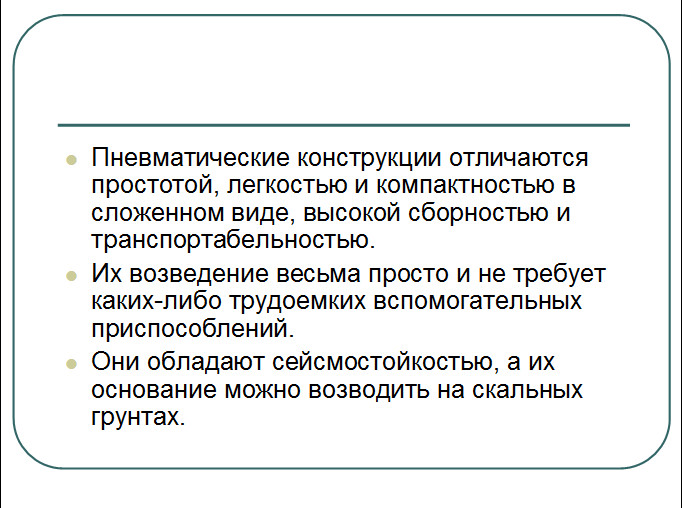 Пневматические конструкции отличаются
простотой, легкостью и компактностью в
сложенном виде, высокой сборностью и
транспортабельностью.
Их возведение весьма просто и не требует
каких-либо трудоемких вспомогательных
приспособлений.
Они обладают сейсмостойкостью, а их
основание можно возводить на скальных
грунтах.